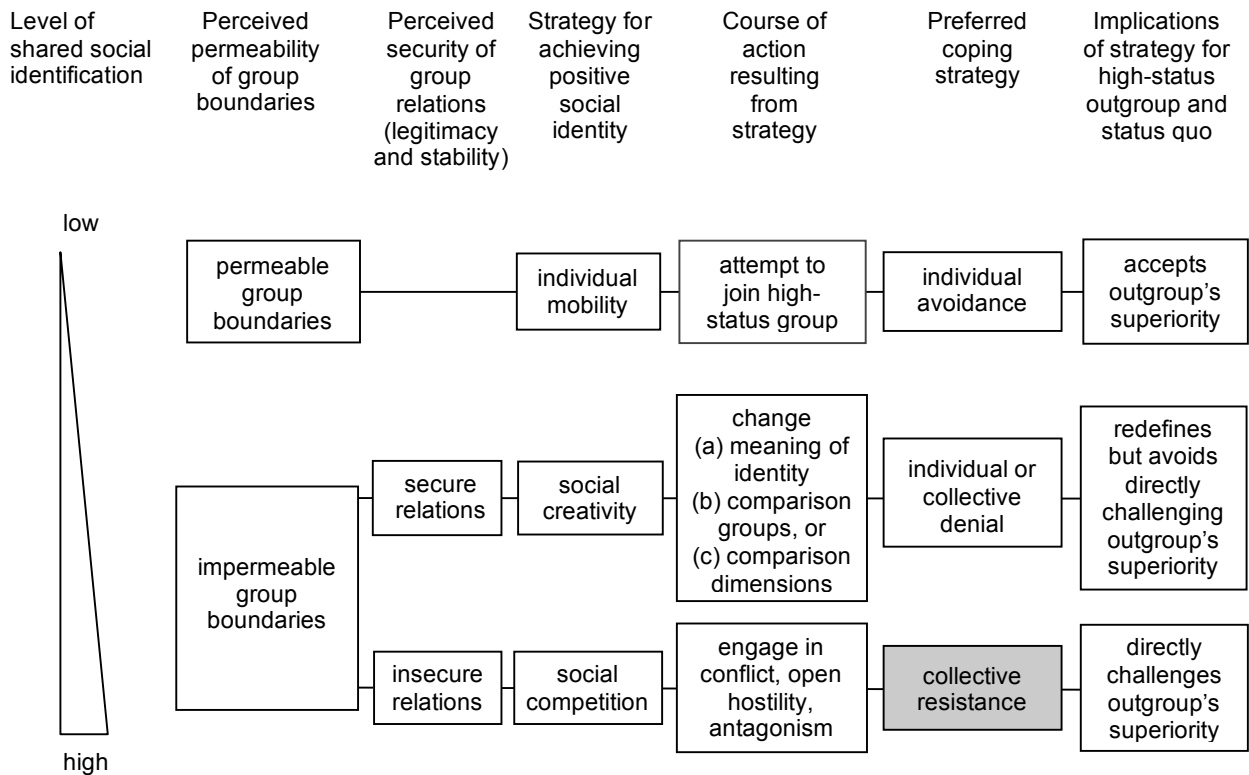 Level of
shared social
identification
Perceived
permeability
of group
boundaries
Perceived
security of
group
relations
(legitimacy
and stability)
Strategy for
achieving
positive
social
identity
Course of
action
resulting
from
strategy
Preferred
coping
strategy
Implications
of strategy for
high-status
outgroup and
status quo
low
permeable
group
boundaries
individual
mobility
attempt to
join high-
status group
individual
avoidance
accepts
outgroup's
superiority
impermeable
group
boundaries
secure
relations
social
creativity
change
(a) meaning of
identity
(b) comparison
groups, or
(c) comparison
dimensions
individual or
collective
denial
redefines
but avoids
directly
challenging
outgroup's
superiority
insecure
relations
social
competition
engage in
conflict, open
hostility,
antagonism
collective
resistance
directly
challenges
outgroup's
superiority
high